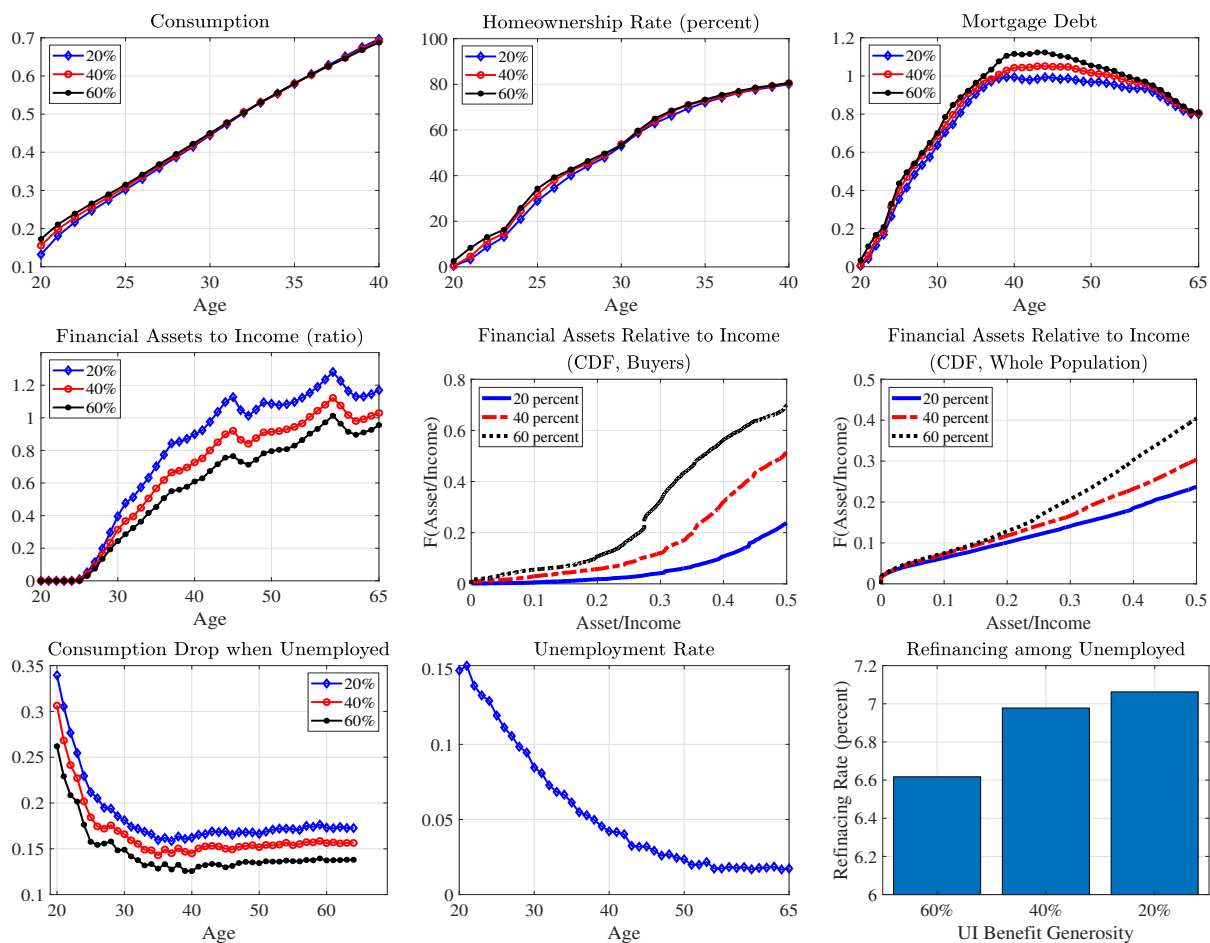 Consumption
0.7
0.6
0.5
0.4
0.3
0.2
0.1
20%
40%
60%
20 25 30 35 40
Age
Homeownership Rate (percent)
100
80
60
40
20
0
20%
40%
60%
20 25 30 35 40
Age
Mortgage Debt
1.2
1
0.8
0.6
0.4
0.2
0
20%
40%
60%
20 30 40 50 65
Age
Financial Assets to Income (ratio)
1.2
1
0.8
0.6
0.4
0.2
0
20%
40%
60%
20 30 40 50 65
Age
Financial Assets Relative to Income
(CDF, Buyers)
F(Asset/Income)
0.8
0.6
0.4
0.2
0
20 percent
40 percent
60 percent
0 0.1 0.2 0.3 0.4 0.5
Asset/Income
Financial Assets Relative to Income
(CDF, Whole Population)
F(Asset/Income)
0.5
0.4
0.3
0.2
0.1
0
20 percent
40 percent
60 percent
0 0.1 0.2 0.3 0.4 0.5
Asset/Income
Consumption Drop when Unemployed
0.35
0.3
0.25
0.2
0.15
0.1
20%
40%
60%
20 30 40 50 60
Age
Unemployment Rate
0.15
0.1
0.05
0
20 30 40 50 65
Age
Refinancing among Unemployed
Refinacing Rate (percent)
7.2
7
6.8
6.6
6.4
6.2
6
60% 40% 20%
UI Benefit Generosity